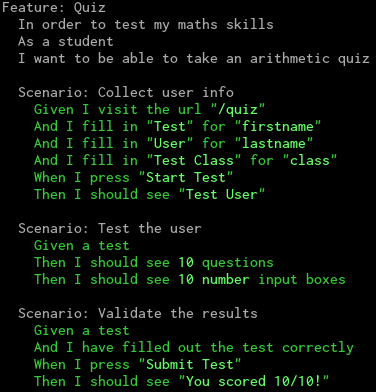 Feature: Quiz
In order to test my maths skills
As a student
I want to be able to take an arithmetic quiz
Scenario: Collect user info
Given I visit the url "/quiz"
And I fill in "Test" for "firstname"
And I fill in "User" for "lastname"
And I fill in "Test Class" for "class"
When I press "Start Test"
Then I should see "Test User"
Scenario: Test the user
Given a test
Then I should see 10 questions
Then I should see 10 number input boxes
Scenario: Validate the results
Given a test
And I have filled out the test correctly
When I press "Submit Test"
Then I should see "You scored 10/10!"